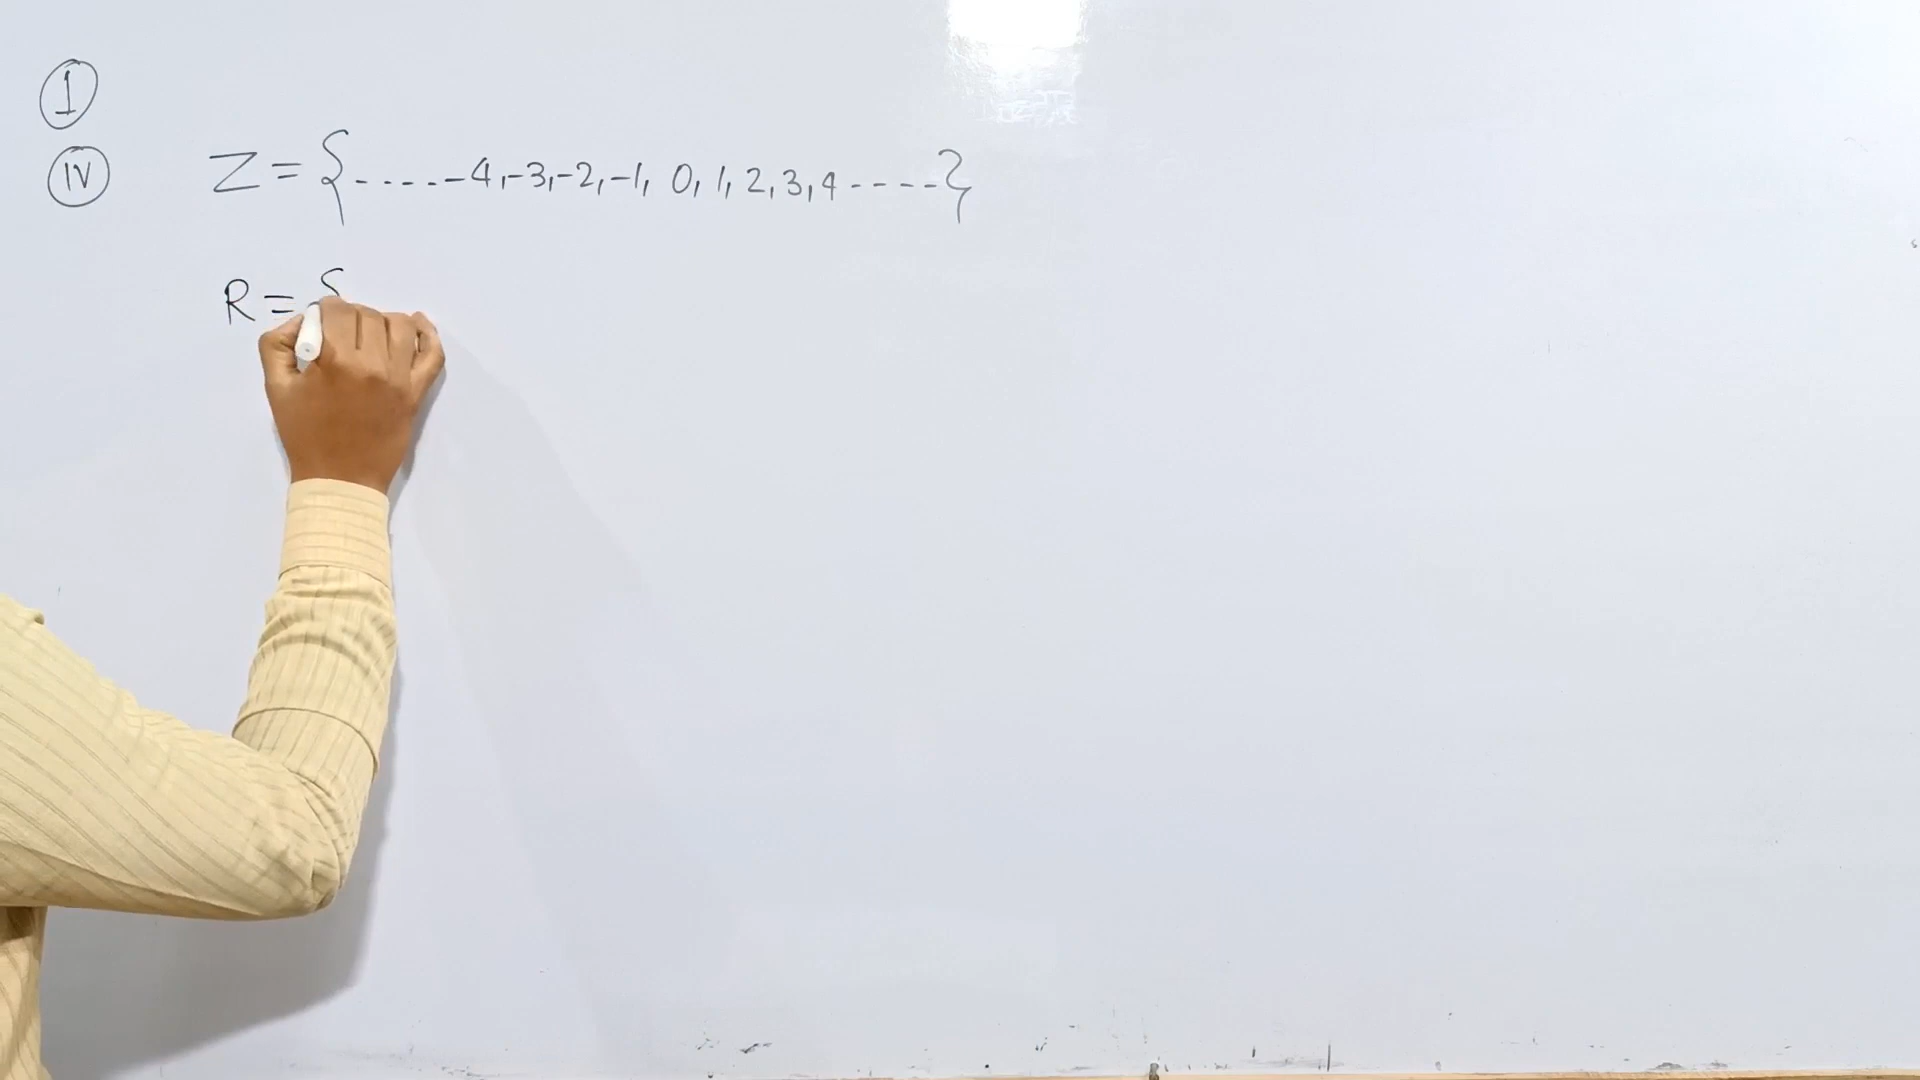 I
IV Z = {.....-4,-3,-2,-1, 0, 1, 2, 3, 4 ----}
R = {